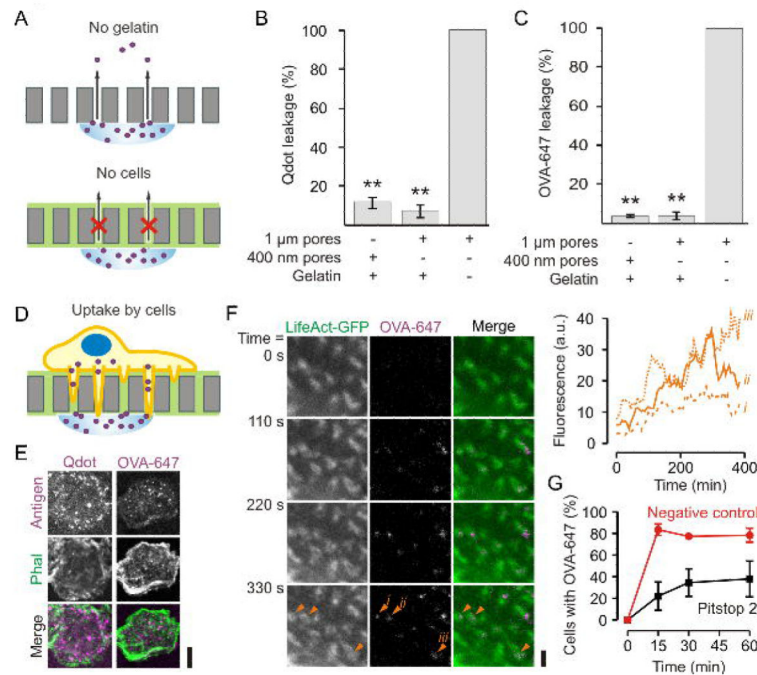 A
No gelatin
No cells
B
Qdot leakage (%)
100
80
60
40
20
**
**
1 µm pores - + +
400 nm pores + - -
Gelatin + + -
C
OVA-647 leakage (%)
100
80
60
40
20
**
**
1 µm pores - + +
400 nm pores + - -
Gelatin + + -
D
Uptake by cells
E
Qdot
OVA-647
Antigen
Phal
Merge
F
LifeAct-GFP
OVA-647
Merge
Time =
0 s
110 s
220 s
330 s
i
ii
iii
Fluorescence (a.u.)
40
30
20
10
0
0 200 400
Time (min)
iii
ii
i
G
Cells with OVA-647 (%)
100
80
60
40
20
0
Negative control
Pitstop 2
0 15 30 45 60
Time (min)